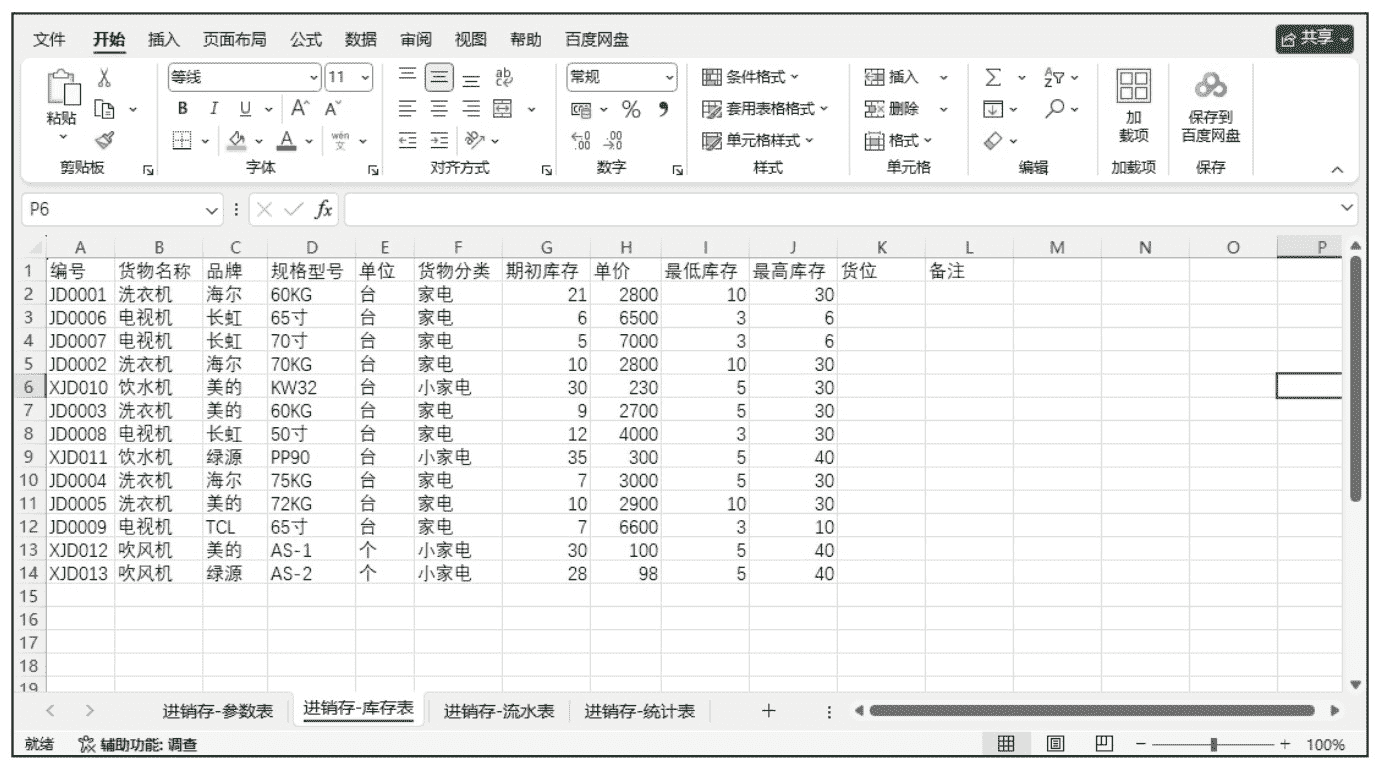 文件 开始 插入 页面布局 公式 数据 审阅 视图 帮助 百度网盘 共享
等线 11 常规 条件格式 插入
粘贴 B I U A A % 套用表格格式 删除 加载项 保存到百度网盘
A wén文 单元格样式 格式
剪贴板 字体 对齐方式 数字 样式 单元格 编辑 加载项 保存
P6 fx
A B C D E F G H I J K L M N O P
1 编号 货物名称 品牌 规格型号 单位 货物分类 期初库存 单价 最低库存 最高库存 货位 备注
2 JD0001 洗衣机 海尔 60KG 台 家电 21 2800 10 30
3 JD0006 电视机 长虹 65寸 台 家电 6 6500 3 6
4 JD0007 电视机 长虹 70寸 台 家电 5 7000 3 6
5 JD0002 洗衣机 海尔 70KG 台 家电 10 2800 10 30
6 XJD010 饮水机 美的 KW32 台 小家电 30 230 5 30
7 JD0003 洗衣机 美的 60KG 台 家电 9 2700 5 30
8 JD0008 电视机 长虹 50寸 台 家电 12 4000 3 30
9 XJD011 饮水机 绿源 PP90 台 小家电 35 300 5 40
10 JD0004 洗衣机 海尔 75KG 台 家电 7 3000 5 30
11 JD0005 洗衣机 美的 72KG 台 家电 10 2900 10 30
12 JD0009 电视机 TCL 65寸 台 家电 7 6600 3 10
13 XJD012 吹风机 美的 AS-1 个 小家电 30 100 5 40
14 XJD013 吹风机 绿源 AS-2 个 小家电 28 98 5 40
15
16
17
18
19
进销存-参数表 进销存-库存表 进销存-流水表 进销存-统计表
就绪 辅助功能: 调查 100%